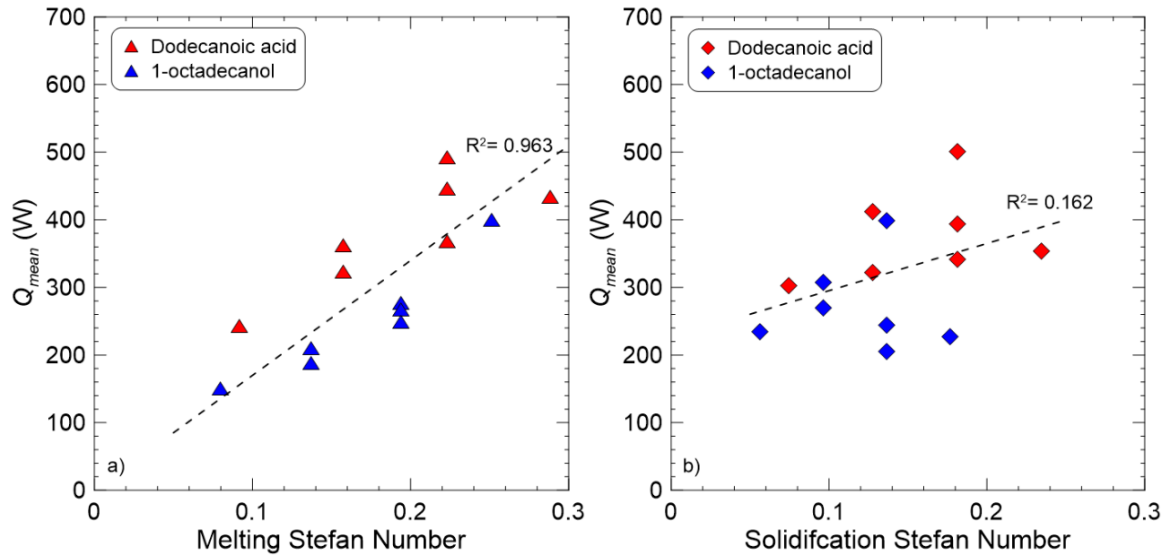 700
600
500
400
300
200
100
0
Q mean (W)
Dodecanoic acid
1-octadecanol
R²= 0.963
a)
0
0.1
0.2
0.3
Melting Stefan Number
700
600
500
400
300
200
100
0
Q mean (W)
Dodecanoic acid
1-octadecanol
R²= 0.162
b)
0
0.1
0.2
0.3
Solidifcation Stefan Number